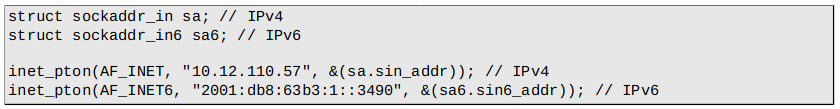 struct sockaddr_in sa; // IPv4
struct sockaddr_in6 sa6; // IPv6
inet_pton(AF_INET, "10.12.110.57", &(sa.sin_addr)); // IPv4
inet_pton(AF_INET6, "2001:db8:63b3:1::3490", &(sa6.sin6_addr)); // IPv6